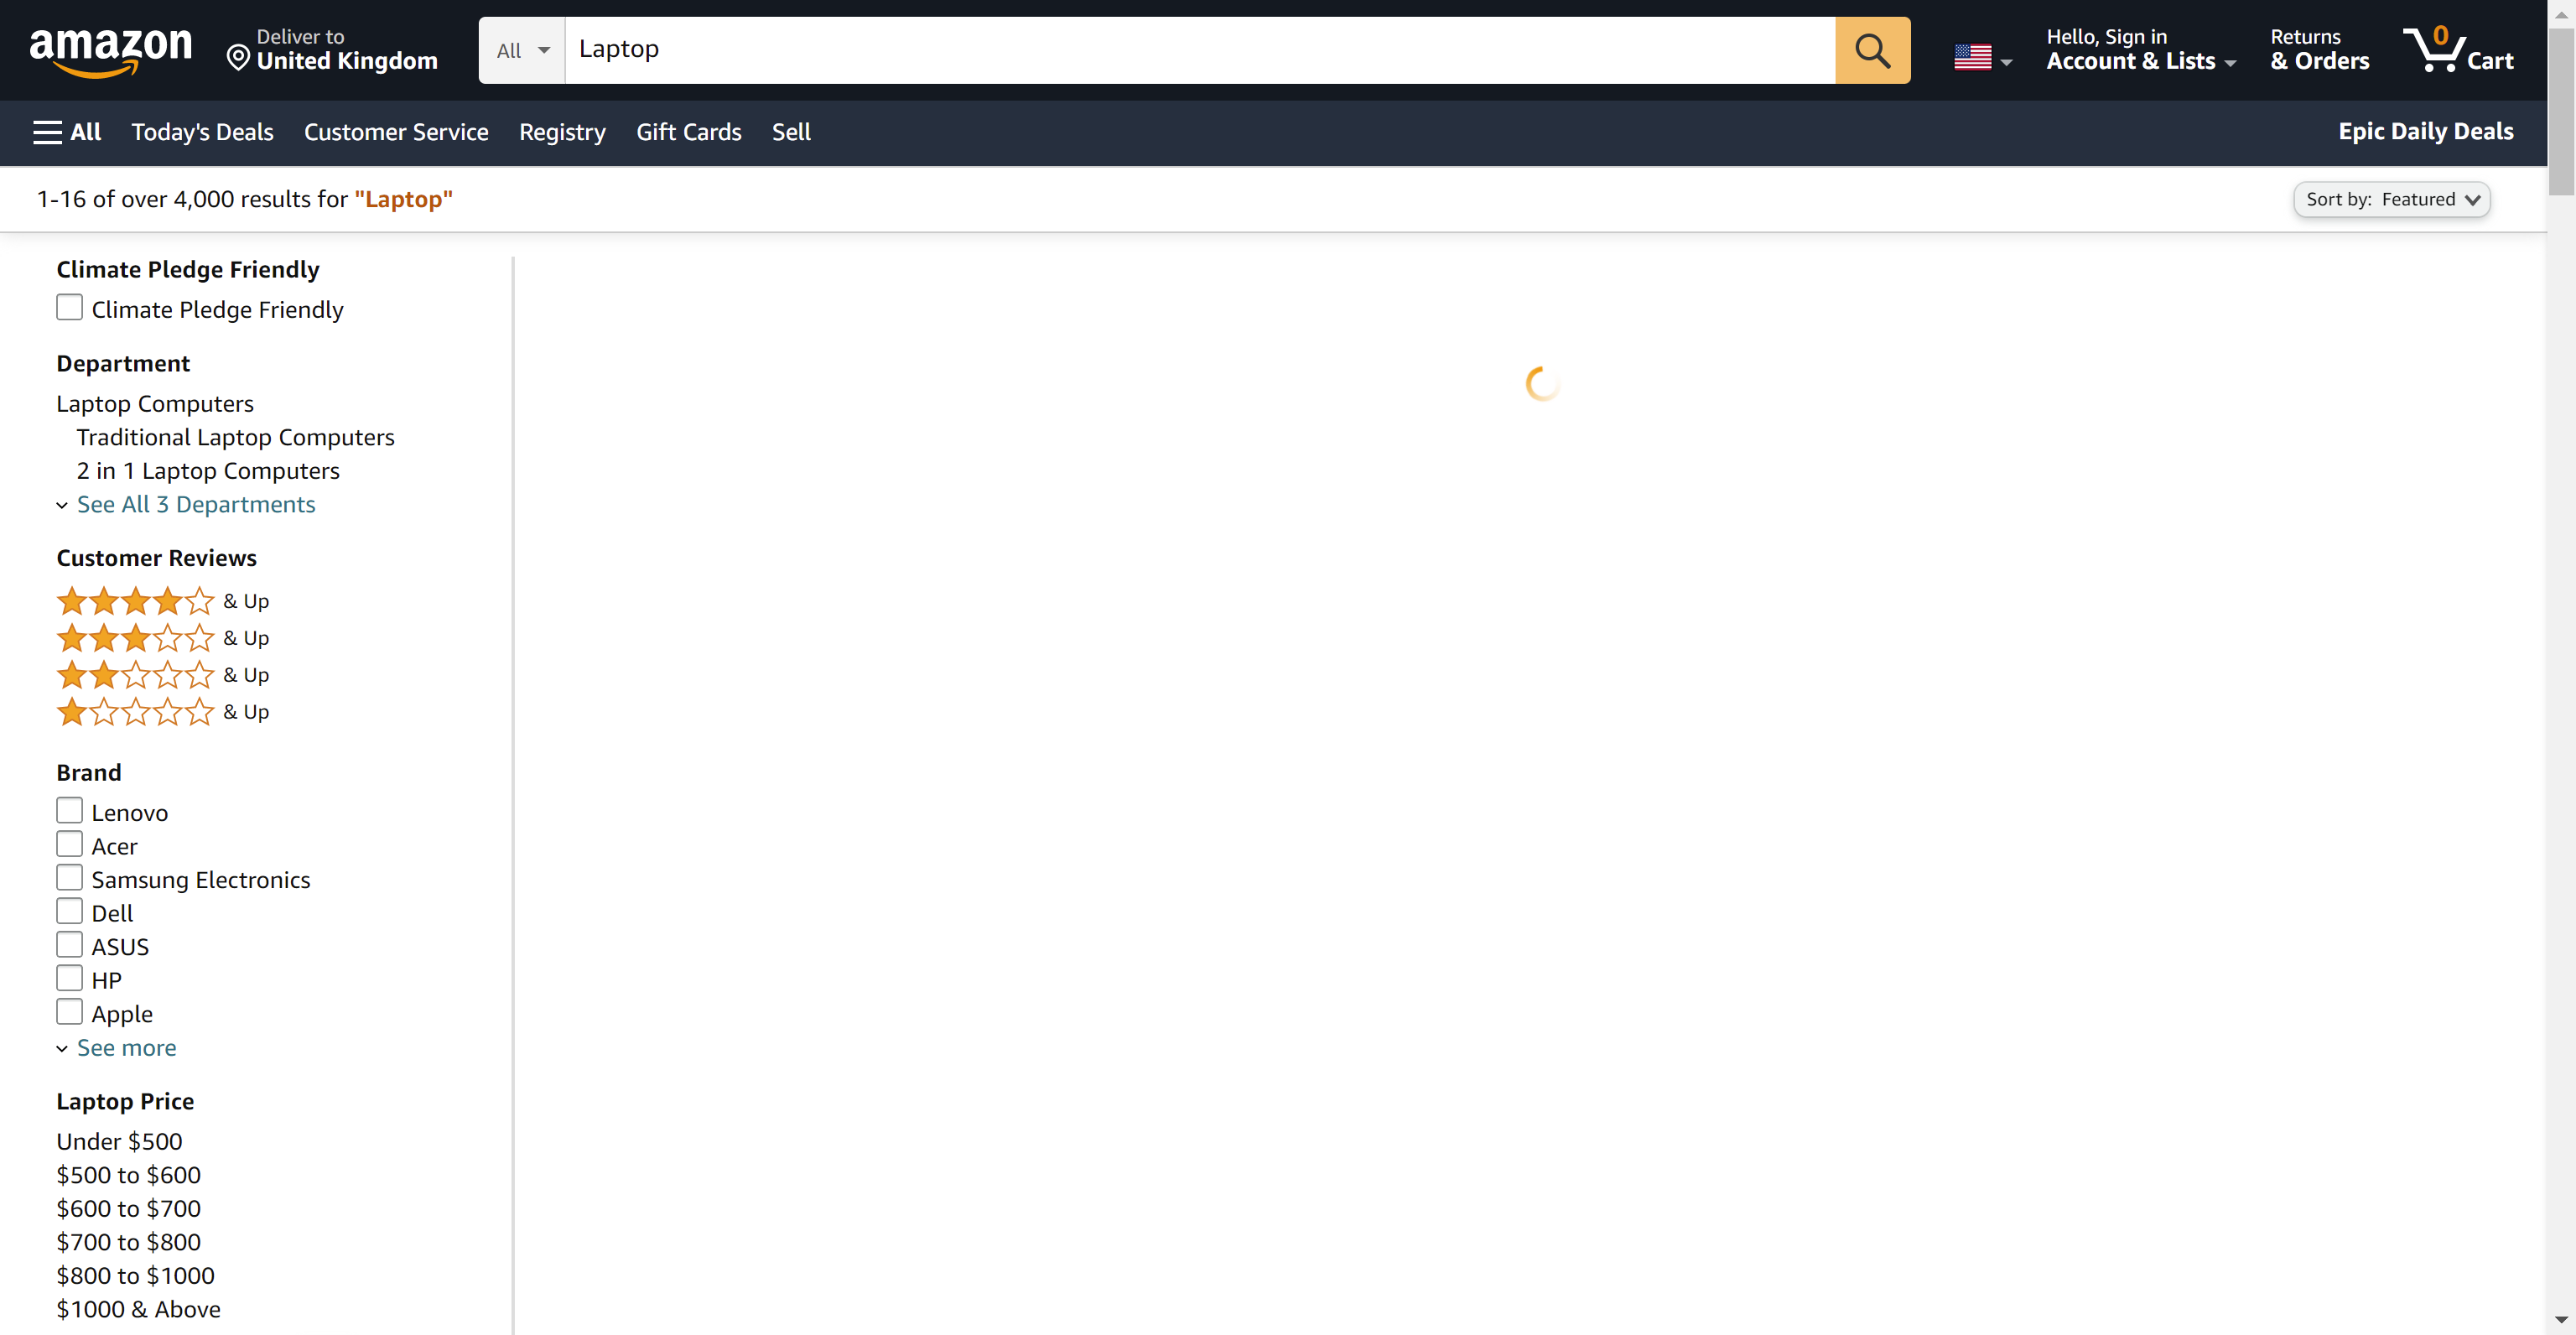 amazon
Deliver to
United Kingdom
All
Laptop
Hello, Sign in
Account & Lists
Returns
& Orders
0
Cart
All
Today's Deals
Customer Service
Registry
Gift Cards
Sell
Epic Daily Deals
1-16 of over 4,000 results for "Laptop"
Sort by: Featured
Climate Pledge Friendly
Climate Pledge Friendly
Department
Laptop Computers
Traditional Laptop Computers
2 in 1 Laptop Computers
See All 3 Departments
Customer Reviews
& Up
& Up
& Up
& Up
Brand
Lenovo
Acer
Samsung Electronics
Dell
ASUS
HP
Apple
See more
Laptop Price
Under $500
$500 to $600
$600 to $700
$700 to $800
$800 to $1000
$1000 & Above